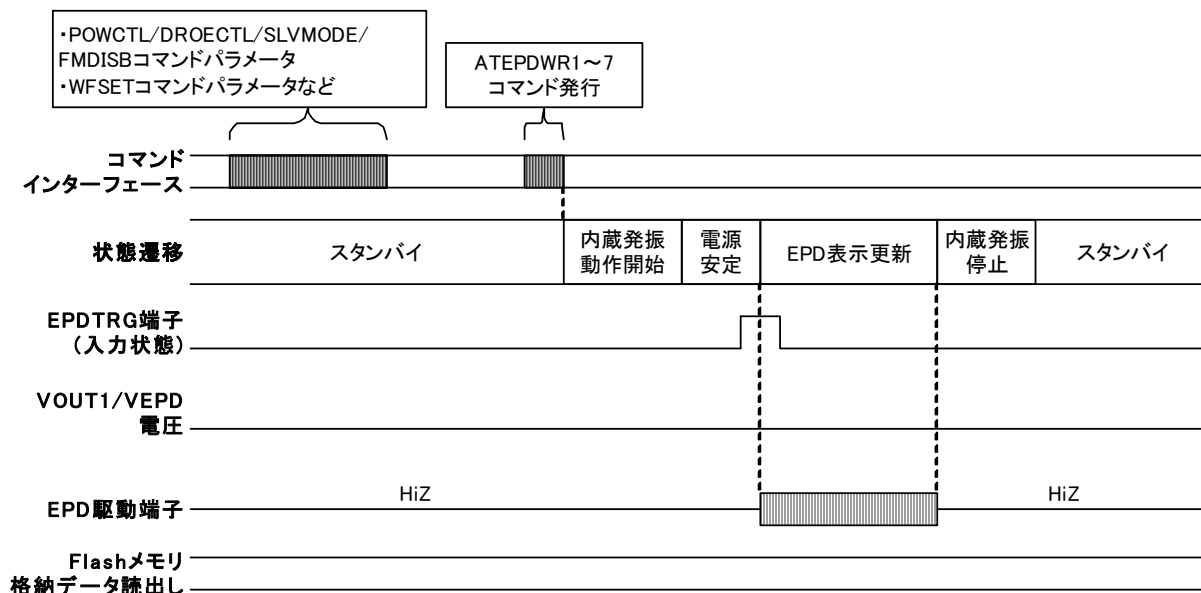 ・POWCTL/DROECTL/SLVMODE/
FMDISBコマンドパラメータ
・WFSETコマンドパラメータなど
ATEPDWR1～7
コマンド発行
コマンド
インターフェース
状態遷移
スタンバイ
内蔵発振
動作開始
電源
安定
EPD表示更新
内蔵発振
停止
スタンバイ
EPDTRG端子
（入力状態）
VOUT1/VEPD
電圧
EPD駆動端子
HiZ
HiZ
Flashメモリ
格納データ読出し